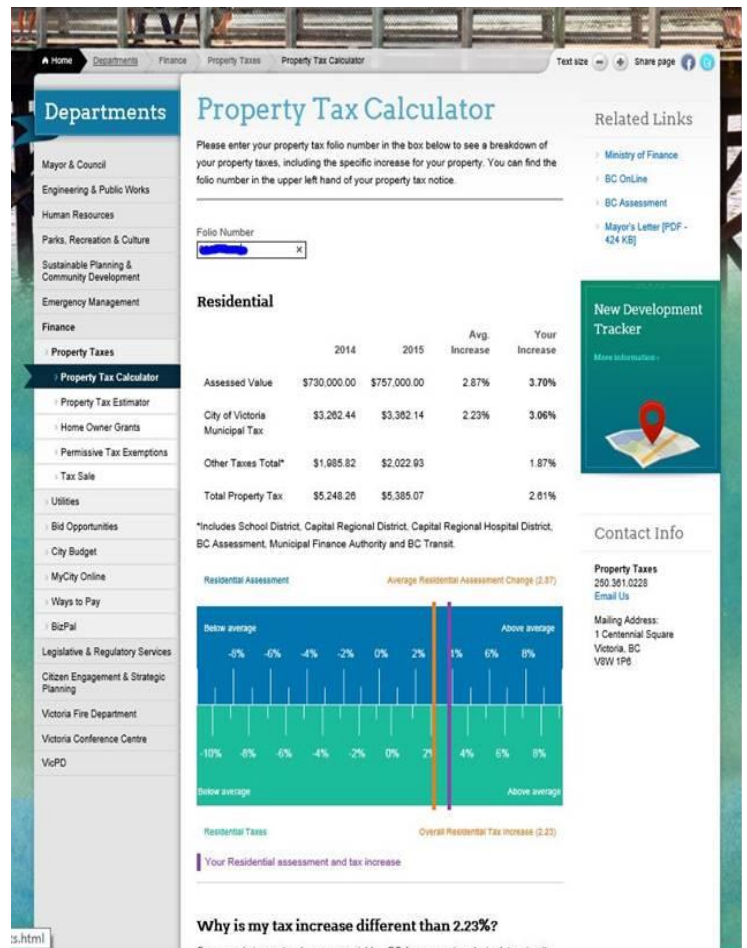 Home Departments Finance Property Taxes Property Tax Calculator
Text size - + Share page
Departments
Mayor & Council
Engineering & Public Works
Human Resources
Parks, Recreation & Culture
Sustainable Planning &
Community Development
Emergency Management
Finance
Property Taxes
Property Tax Calculator
Property Tax Estimator
Home Owner Grants
Permissive Tax Exemptions
Tax Sale
Utilities
Bid Opportunities
City Budget
MyCity Online
Ways to Pay
BizPal
Legislative & Regulatory Services
Citizen Engagement & Strategic
Planning
Victoria Fire Department
Victoria Conference Centre
VicPD
Property Tax Calculator
Please enter your property tax folio number in the box below to see a breakdown of
your property taxes, including the specific increase for your property. You can find the
folio number in the upper left hand of your property tax notice.
Folio Number
×
Residential
2014 2015 Avg. Increase Your Increase
Assessed Value $730,000.00 $757,000.00 2.87% 3.70%
City of Victoria Municipal Tax $3,262.44 $3,362.14 2.23% 3.06%
Other Taxes Total* $1,985.82 $2,022.93 1.87%
Total Property Tax $5,248.26 $5,385.07 2.61%
*Includes School District, Capital Regional District, Capital Regional Hospital District,
BC Assessment, Municipal Finance Authority and BC Transit.
Residential Assessment Average Residential Assessment Change (2.87)
Below average Above average
-8% -6% -4% -2% 0% 2% 4% 6% 8%
-10% -8% -6% -4% -2% 0% 2% 4% 6% 8%
Below average Above average
Residential Taxes Overall Residential Tax Increase (2.23)
Your Residential assessment and tax increase
Why is my tax increase different than 2.23%?
Related Links
Ministry of Finance
BC OnLine
BC Assessment
Mayor's Letter [PDF -
424 KB]
New Development
Tracker
More information ›
Contact Info
Property Taxes
250.361.0228
Email Us
Mailing Address:
1 Centennial Square
Victoria, BC
V8W 1P6
ts.html